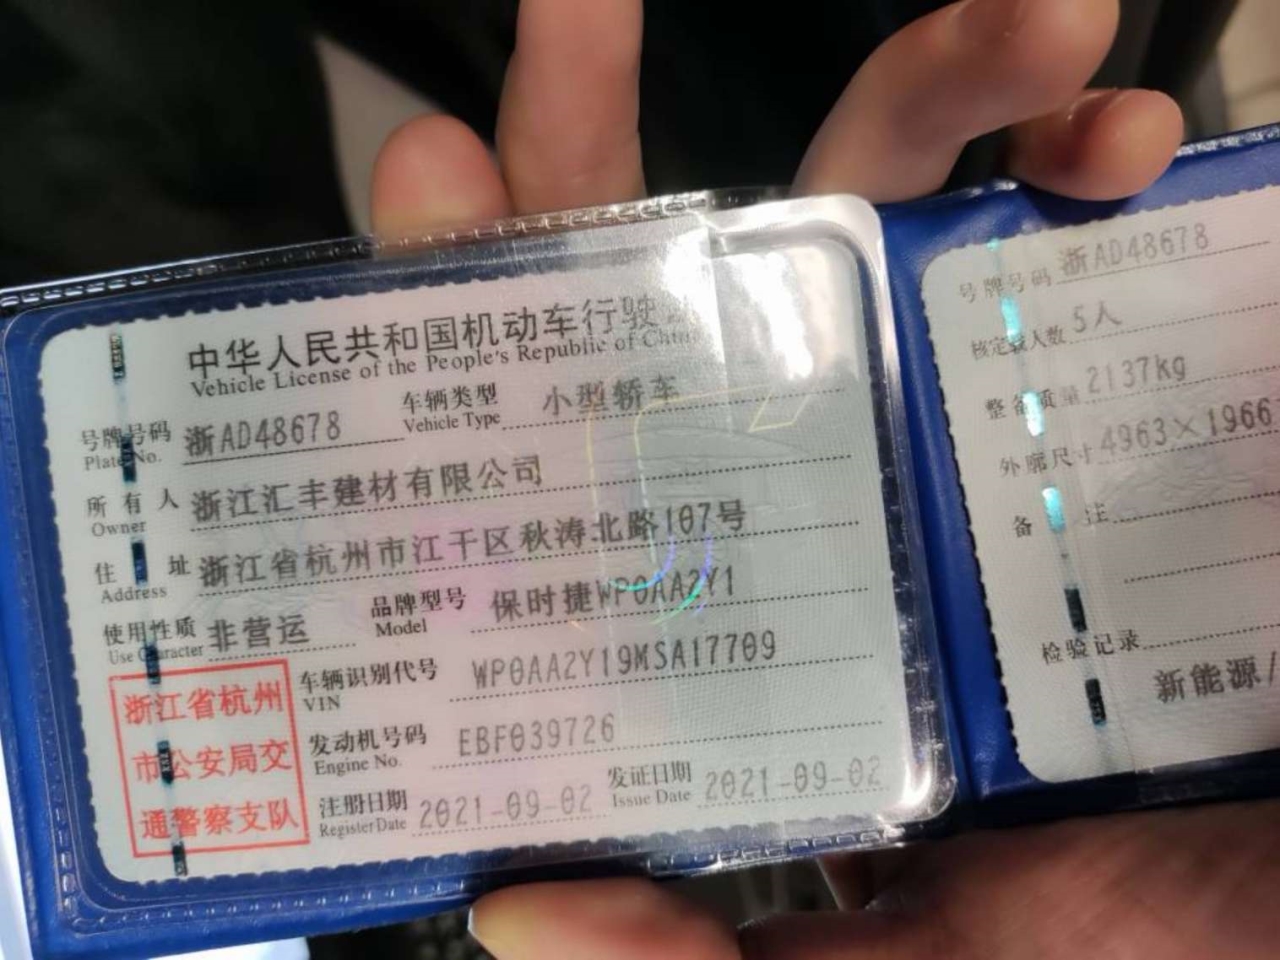 中华人民共和国机动车行驶
Vehicle License of the People's Republic of China
号牌号码 浙AD48678 车辆类型 小型轿车
Plate No. Vehicle Type
所有人 浙江汇丰建材有限公司
Owner
住址 浙江省杭州市江干区秋涛北路107号
Address
品牌型号 保时捷WP0AA2Y1
Model
使用性质 非营运
Use Character
浙江省杭州
市公安局交
通警察支队
车辆识别代号 WP0AA2Y19MSA17709
VIN
发动机号码 EBF039726
Engine No.
注册日期 2021-09-02 发证日期 2021-09-02
Register Date Issue Date
号牌号码 浙AD48678
核定载人数 5人
整备质量 2137kg
外廓尺寸 4963×1966
备注
检验记录
新能源/